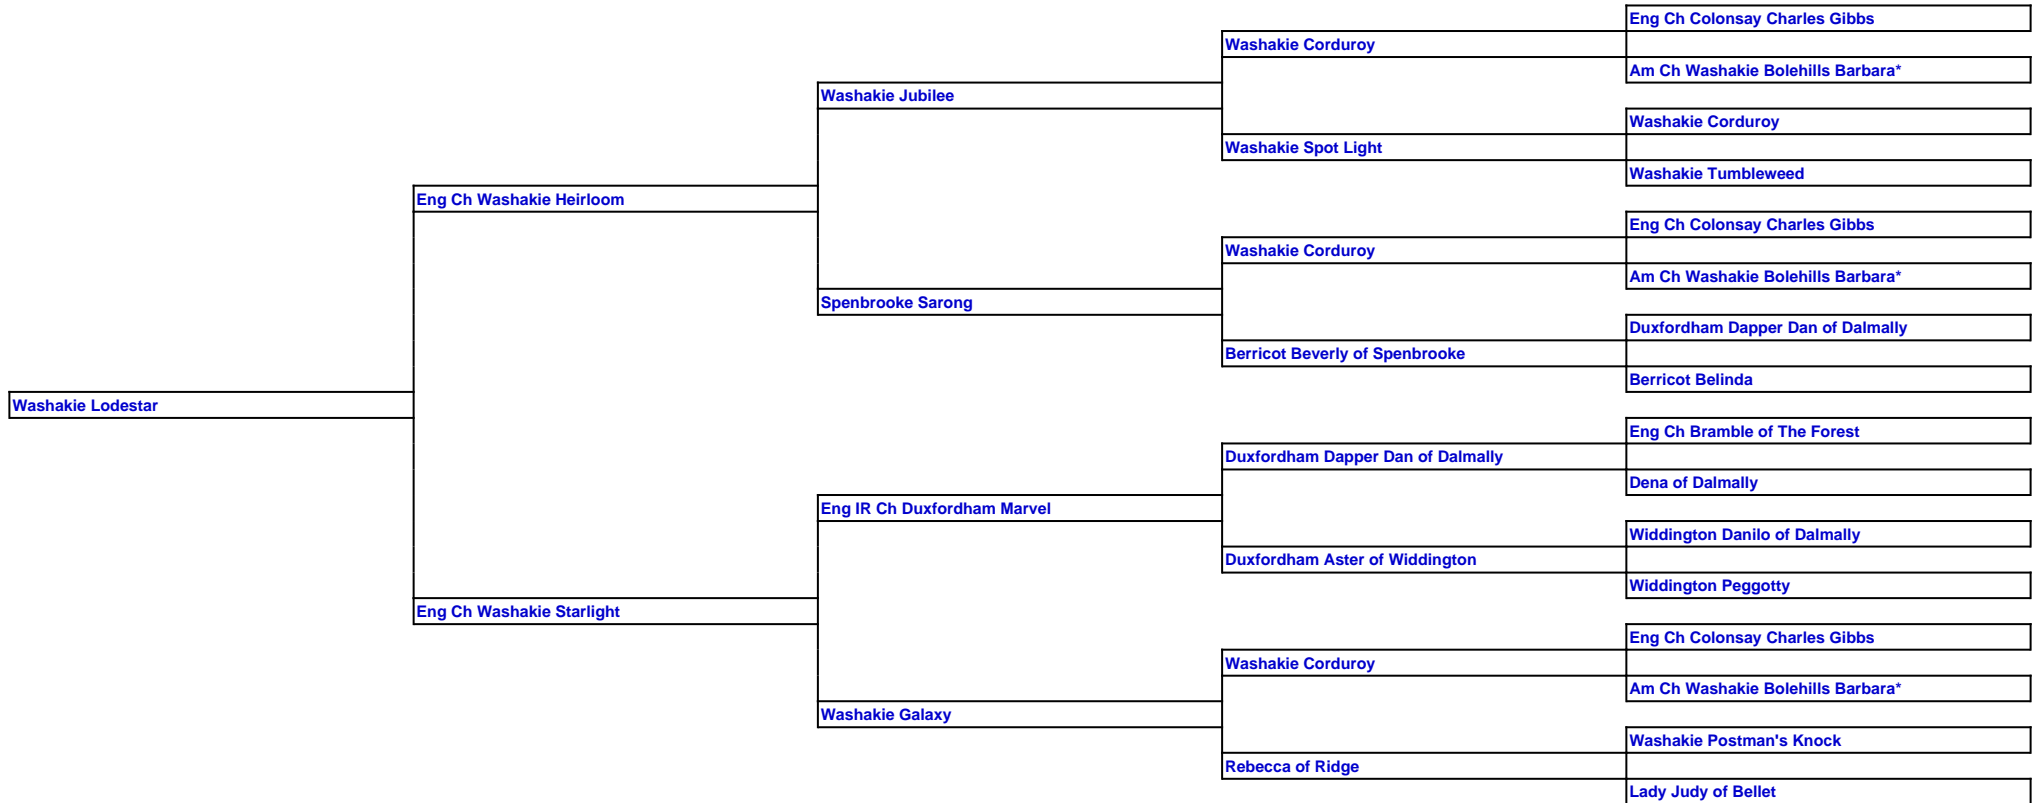 Eng Ch Colonsay Charles Gibbs
Washakie Corduroy
Am Ch Washakie Bolehills Barbara*
Washakie Jubilee
Washakie Corduroy
Washakie Spot Light
Washakie Tumbleweed
Eng Ch Washakie Heirloom
Eng Ch Colonsay Charles Gibbs
Washakie Corduroy
Am Ch Washakie Bolehills Barbara*
Spenbrooke Sarong
Duxfordham Dapper Dan of Dalmally
Berricot Beverly of Spenbrooke
Berricot Belinda
Washakie Lodestar
Eng Ch Bramble of The Forest
Duxfordham Dapper Dan of Dalmally
Dena of Dalmally
Eng IR Ch Duxfordham Marvel
Widdington Danilo of Dalmally
Duxfordham Aster of Widdington
Widdington Peggotty
Eng Ch Washakie Starlight
Eng Ch Colonsay Charles Gibbs
Washakie Corduroy
Am Ch Washakie Bolehills Barbara*
Washakie Galaxy
Washakie Postman's Knock
Rebecca of Ridge
Lady Judy of Bellet